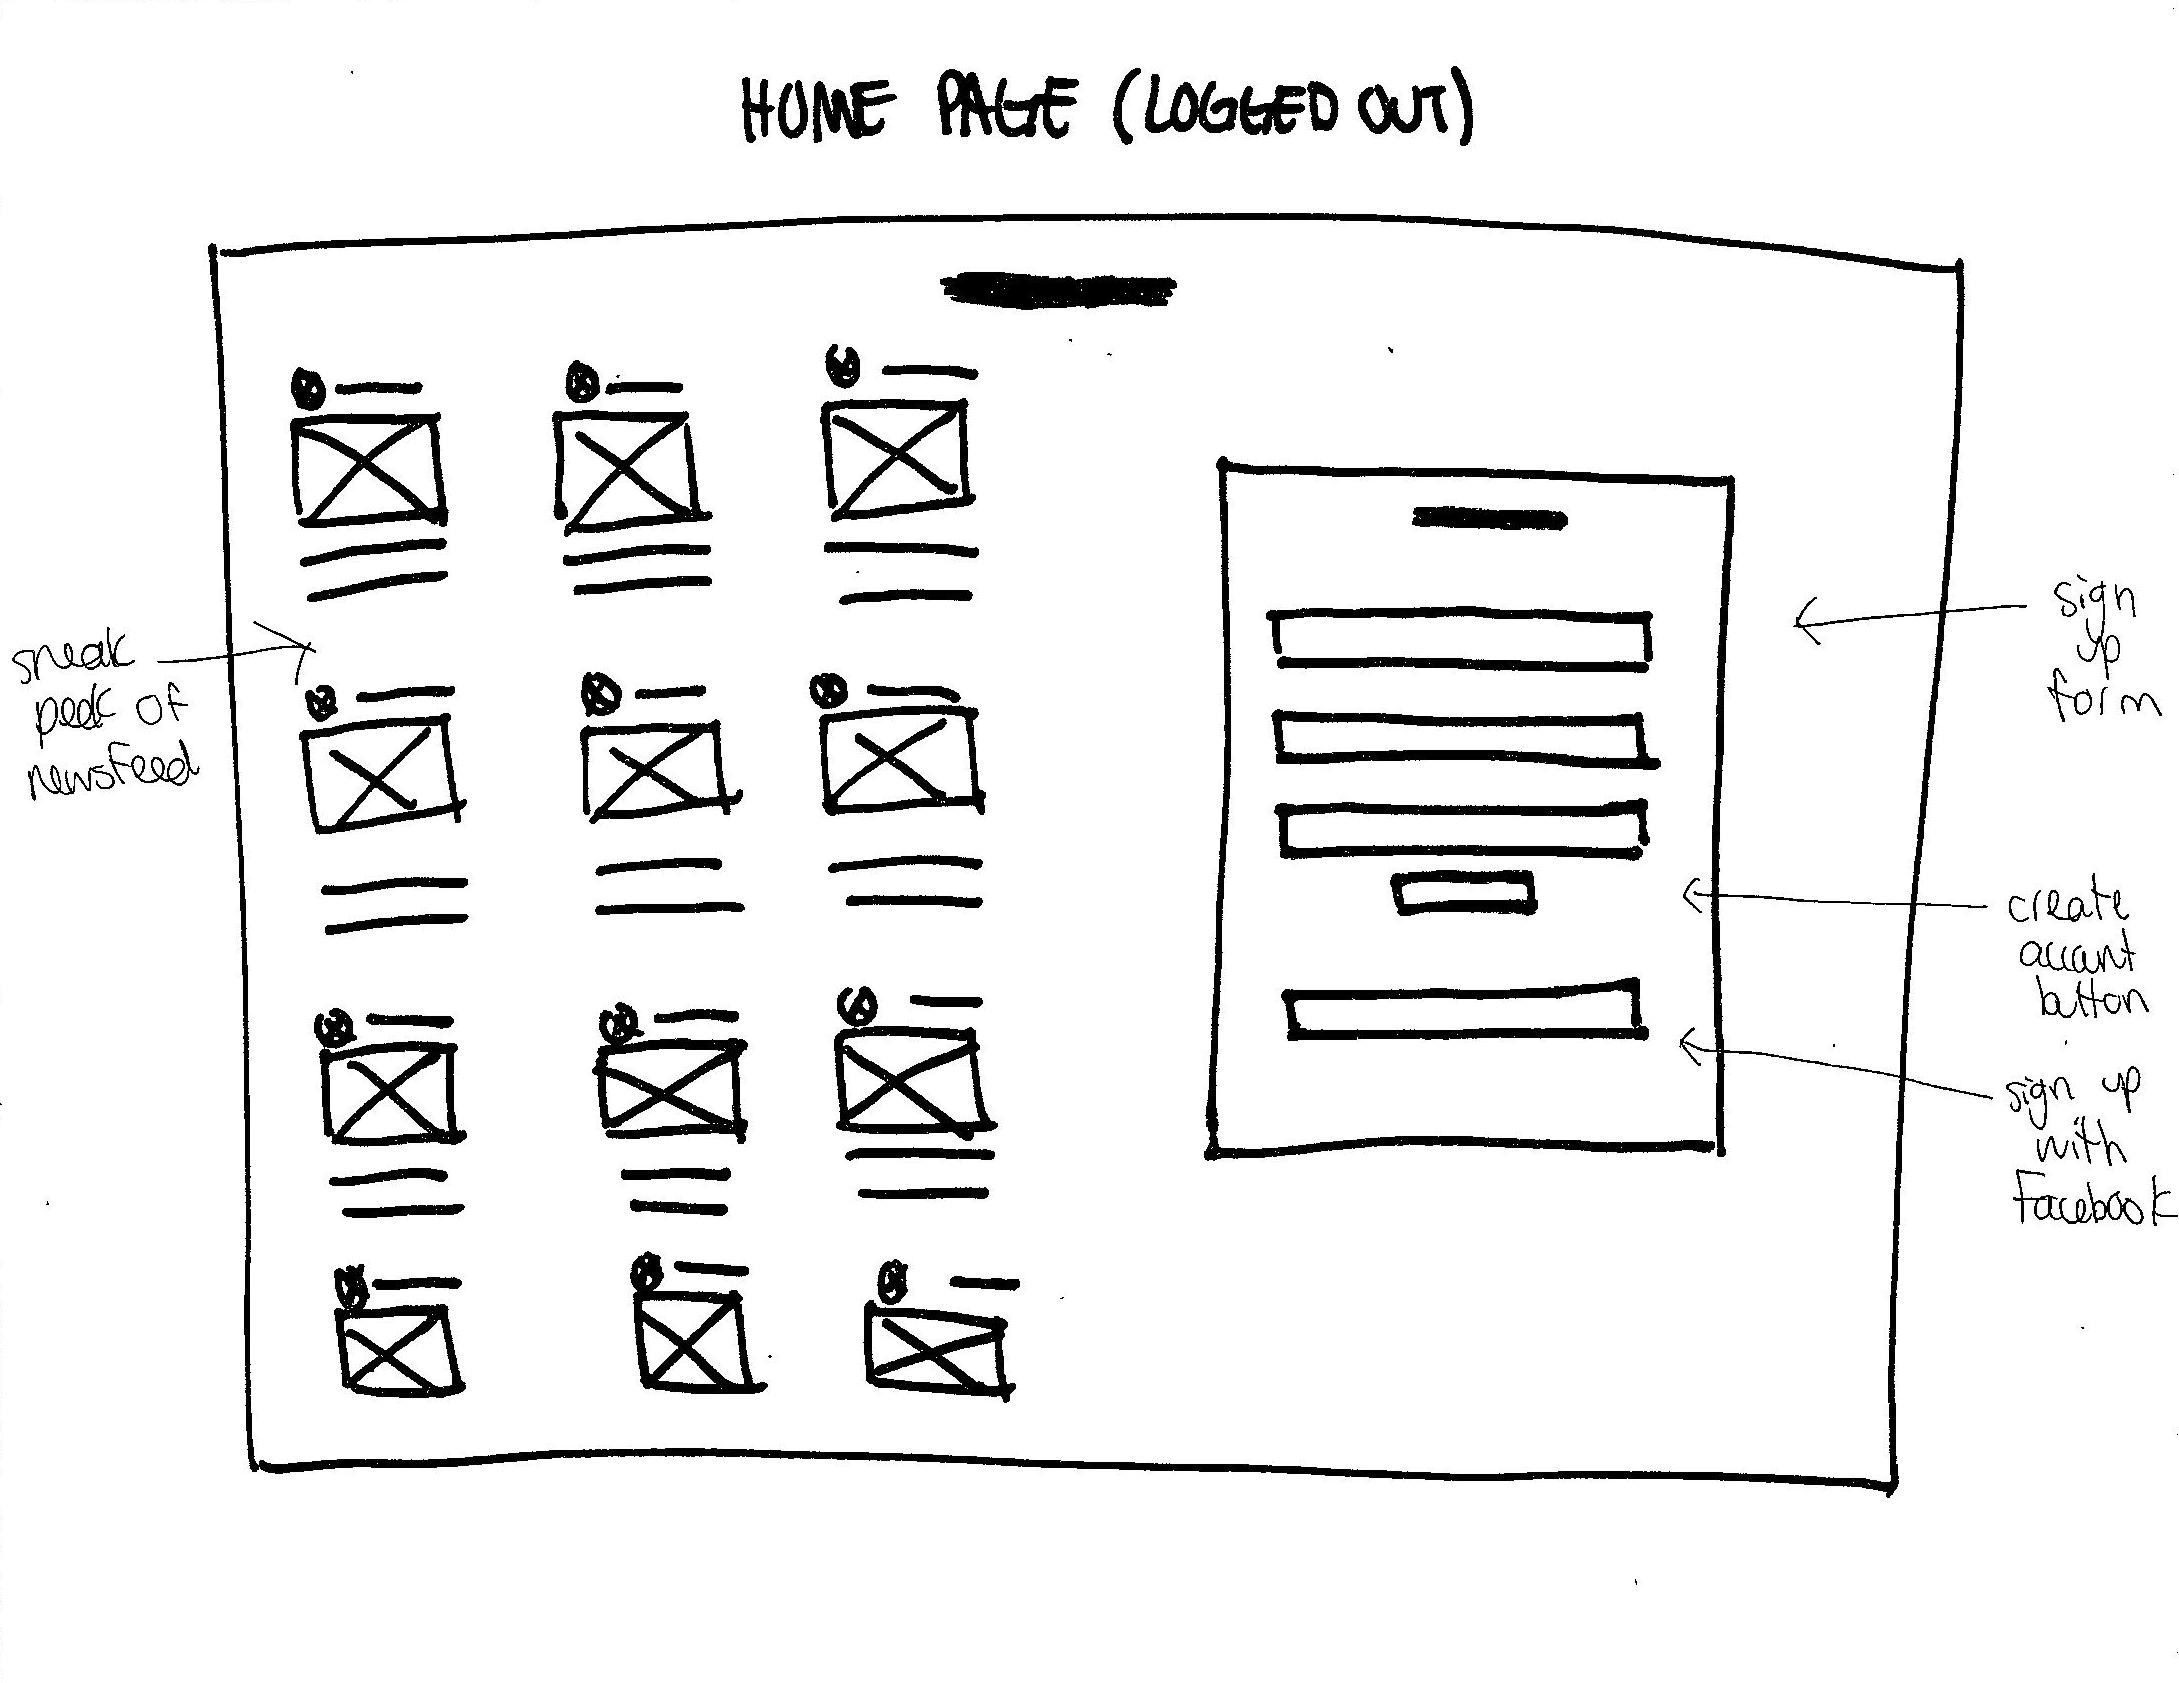 HOME PAGE (LOGGED OUT)
sneak
peek of
newsfeed
sign
up
form
create
account
button
sign up
with
Facebook